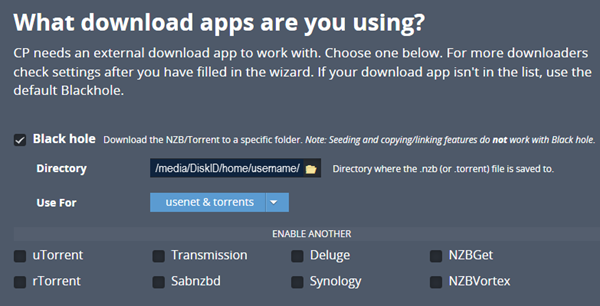 What download apps are you using?
CP needs an external download app to work with. Choose one below. For more downloaders
check settings after you have filled in the wizard. If your download app isn't in the list, use the
default Blackhole.
Black hole Download the NZB/Torrent to a specific folder. Note: Seeding and copying/linking features do not work with Black hole.
Directory /media/DiskID/home/username/ Directory where the .nzb (or .torrent) file is saved to.
Use For usenet & torrents
ENABLE ANOTHER
uTorrent Transmission Deluge NZBGet
rTorrent Sabnzbd Synology NZBVortex